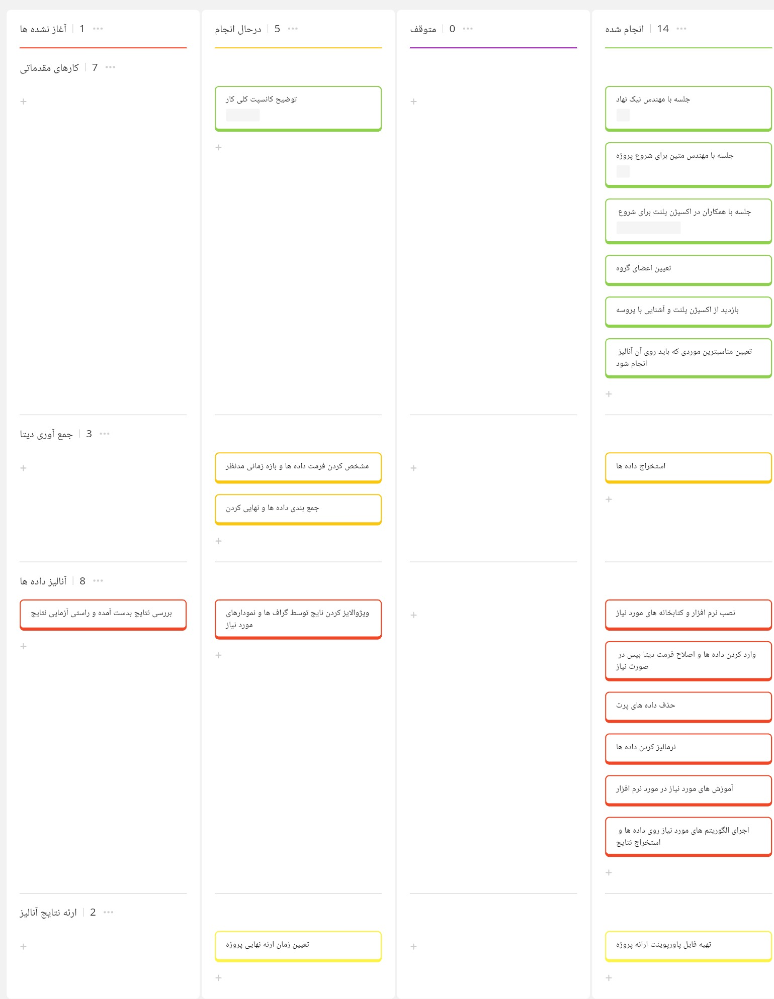 آغاز نشده ها | 1
درحال انجام | 5
متوقف | 0
انجام شده | 14
کارهای مقدماتی | 7
توضیح کانسپت کلی کار
جلسه با مهندس نیک نهاد
جلسه با مهندس متین برای شروع پروژه
جلسه با همکاران در اکسیژن پلنت برای شروع
تعیین اعضای گروه
بازدید از اکسیژن پلنت و آشنایی با پروسه
تعیین مناسبترین موردی که باید روی آن آنالیز
انجام شود
جمع آوری دیتا | 3
مشخص کردن فرمت داده ها و بازه زمانی مدنظر
جمع بندی داده ها و نهایی کردن
استخراج داده ها
آنالیز داده ها | 8
بررسی نتایج بدست آمده و راستی آزمایی نتایج
ویژوالایز کردن نایج توسط گراف ها و نمودارهای
مورد نیاز
نصب نرم افزار و کتابخانه های مورد نیاز
وارد کردن داده ها و اصلاح فرمت دیتا بیس در
صورت نیاز
حذف داده های پرت
نرمالیز کردن داده ها
آموزش های مورد نیاز در مورد نرم افزار
اجرای الگوریتم های مورد نیاز روی داده ها و
استخراج نتایج
ارئه نتایج آنالیز | 2
تعیین زمان ارئه نهایی پروژه
تهیه فایل پاورپوینت ارائه پروژه